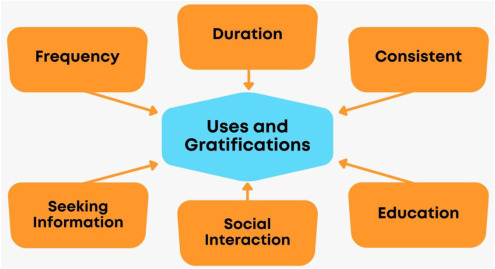 Duration
Frequency
Consistent
Uses and
Gratifications
Seeking
Information
Social
Interaction
Education